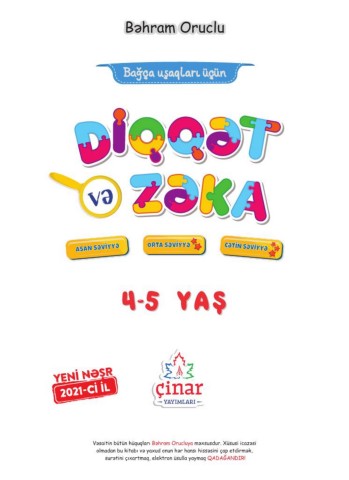 Bəhram Oruclu
Bağça uşaqları üçün
DİQQƏT
və ZƏKA
ASAN SƏVİYYƏ ORTA SƏVİYYƏ ÇƏTİN SƏVİYYƏ
4-5 YAŞ
YENİ NƏŞR
2021-Cİ İL
çinar
YAYIMLARI
Vəsaitin bütün hüquqları Bəhram Orucluya məxsusdur. Xüsusi icazəsi
olmadan bu kitabı və yaxud onun hər hansı hissəsini çap etdirmək,
surətini çıxartmaq, elektron üsulla yaymaq QADAĞANDIR!